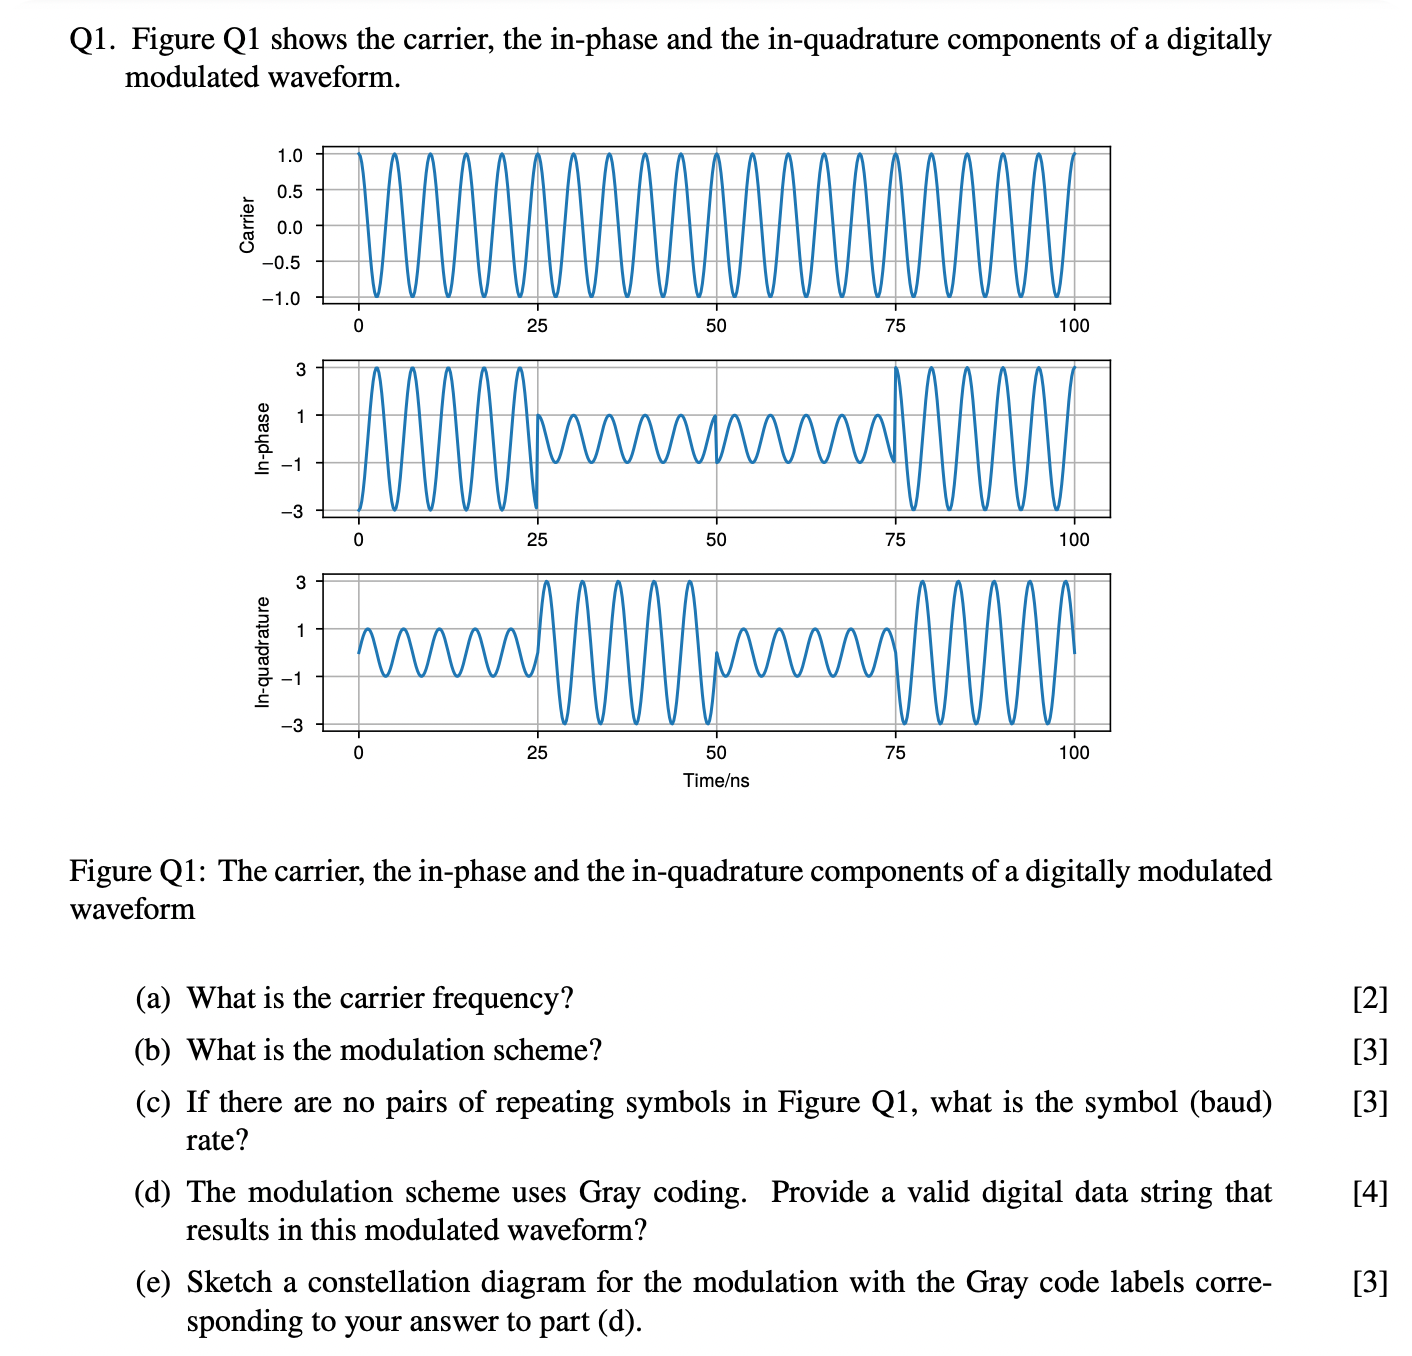 Q1. Figure Q1 shows the carrier, the in-phase and the in-quadrature components of a digitally
modulated waveform.
1.0
0.5
0.0
−0.5
−1.0
Carrier
0 25 50 75 100
3
1
−1
−3
In-phase
0 25 50 75 100
3
1
−1
−3
In-quadrature
0 25 50 75 100
Time/ns
Figure Q1: The carrier, the in-phase and the in-quadrature components of a digitally modulated
waveform
(a) What is the carrier frequency? [2]
(b) What is the modulation scheme? [3]
(c) If there are no pairs of repeating symbols in Figure Q1, what is the symbol (baud) [3]
rate?
(d) The modulation scheme uses Gray coding. Provide a valid digital data string that [4]
results in this modulated waveform?
(e) Sketch a constellation diagram for the modulation with the Gray code labels corre- [3]
sponding to your answer to part (d).